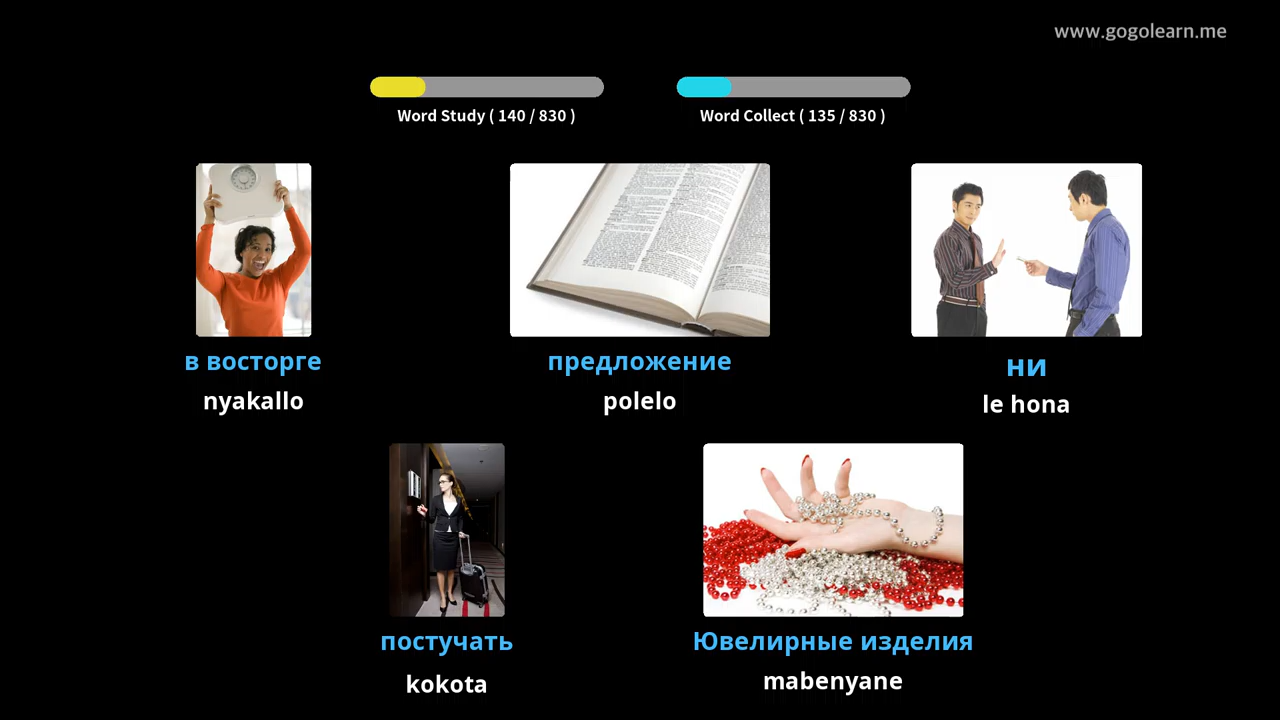 www.gogolearn.me
Word Study ( 140 / 830 )
Word Collect ( 135 / 830 )
в восторге
nyakallo
предложение
polelo
ни
le hona
постучать
kokota
Ювелирные изделия
mabenyane